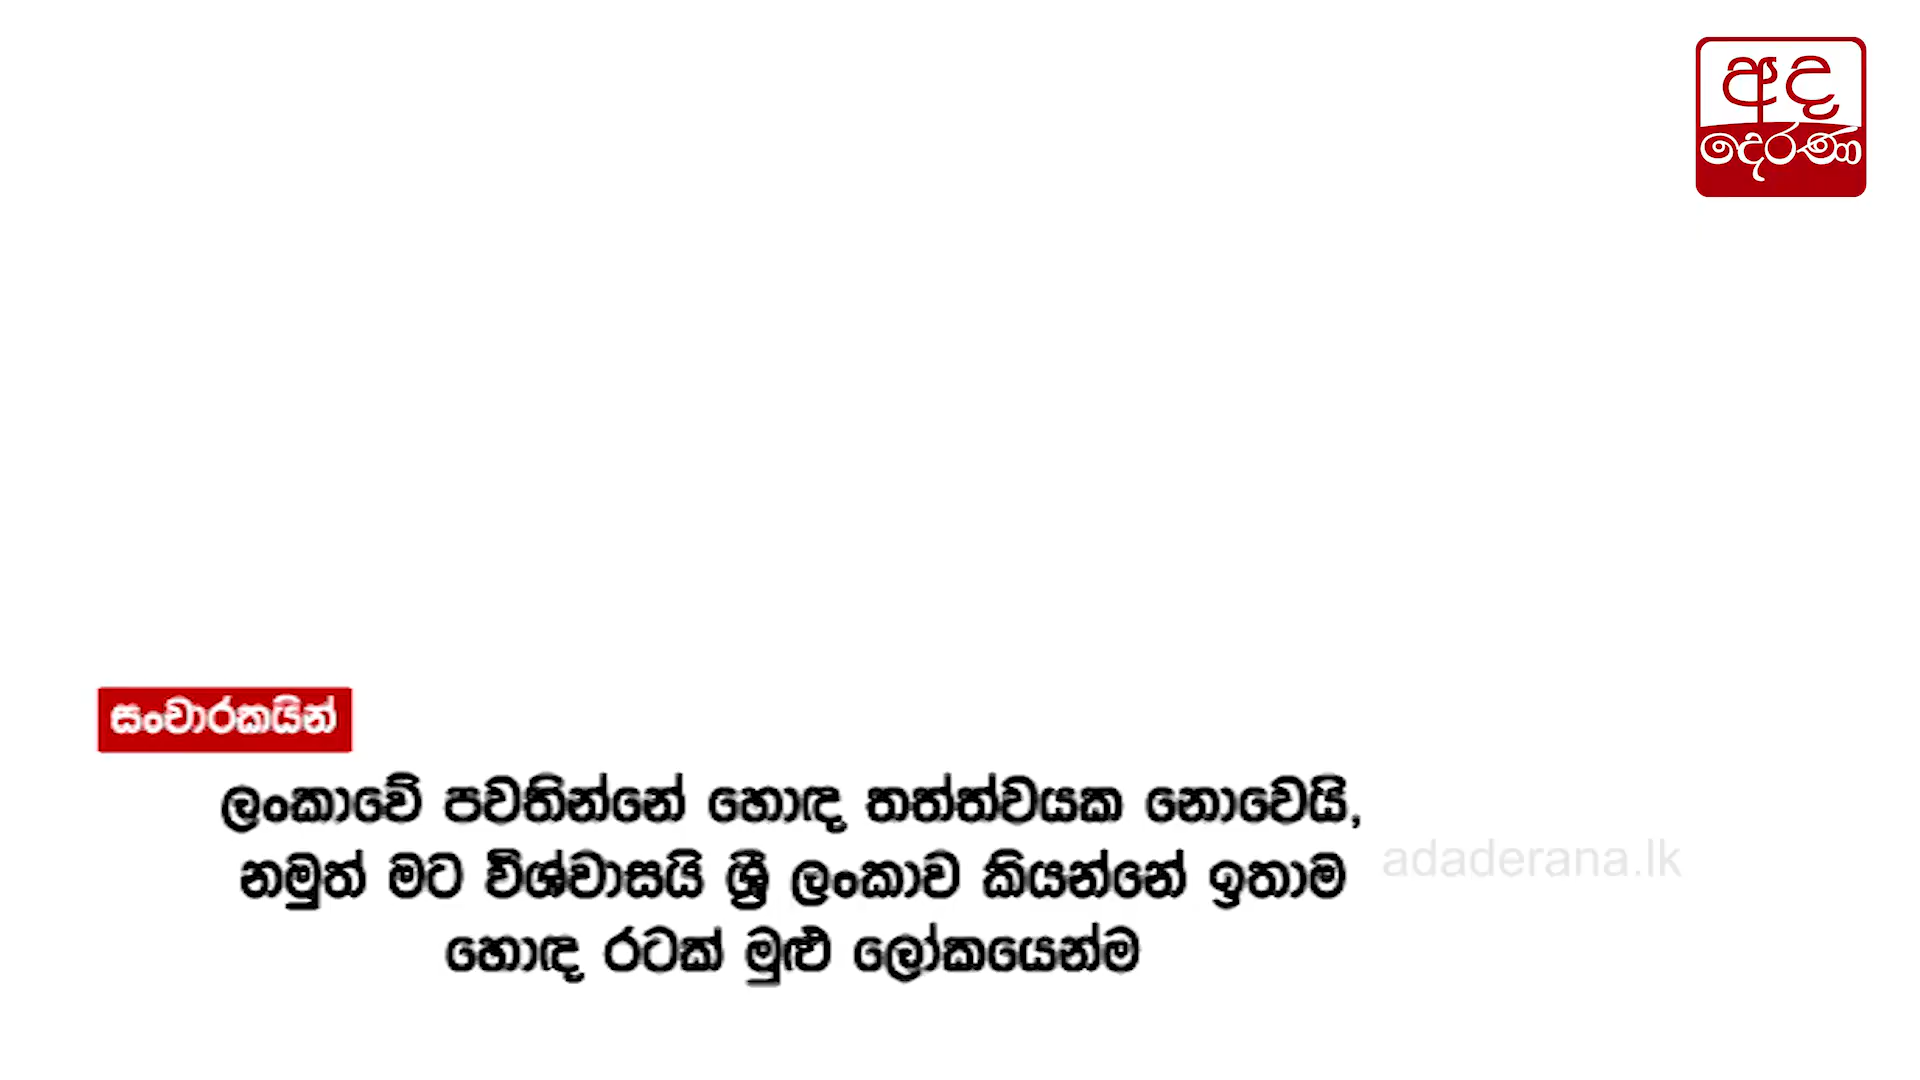 අද
දෙරණ
සංචාරකයින්
ලංකාවේ පවතින්නේ හොඳ තත්ත්වයක නොවෙයි,
නමුත් මට විශ්වාසයි ශ්‍රී ලංකාව කියන්නේ ඉතාම
adaderana.lk
හොඳ රටක් මුළු ලෝකයෙන්ම